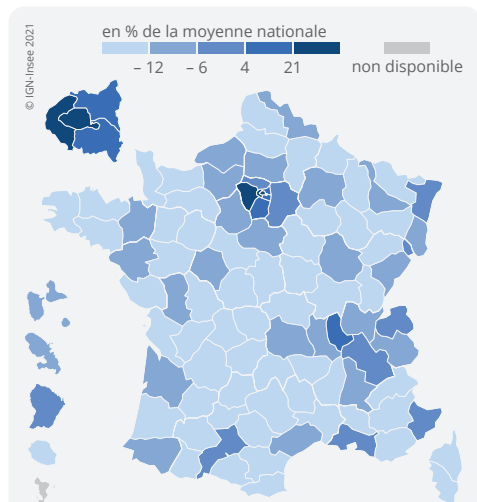 en % de la moyenne nationale
– 12 – 6 4 21 non disponible
© IGN-Insee 2021